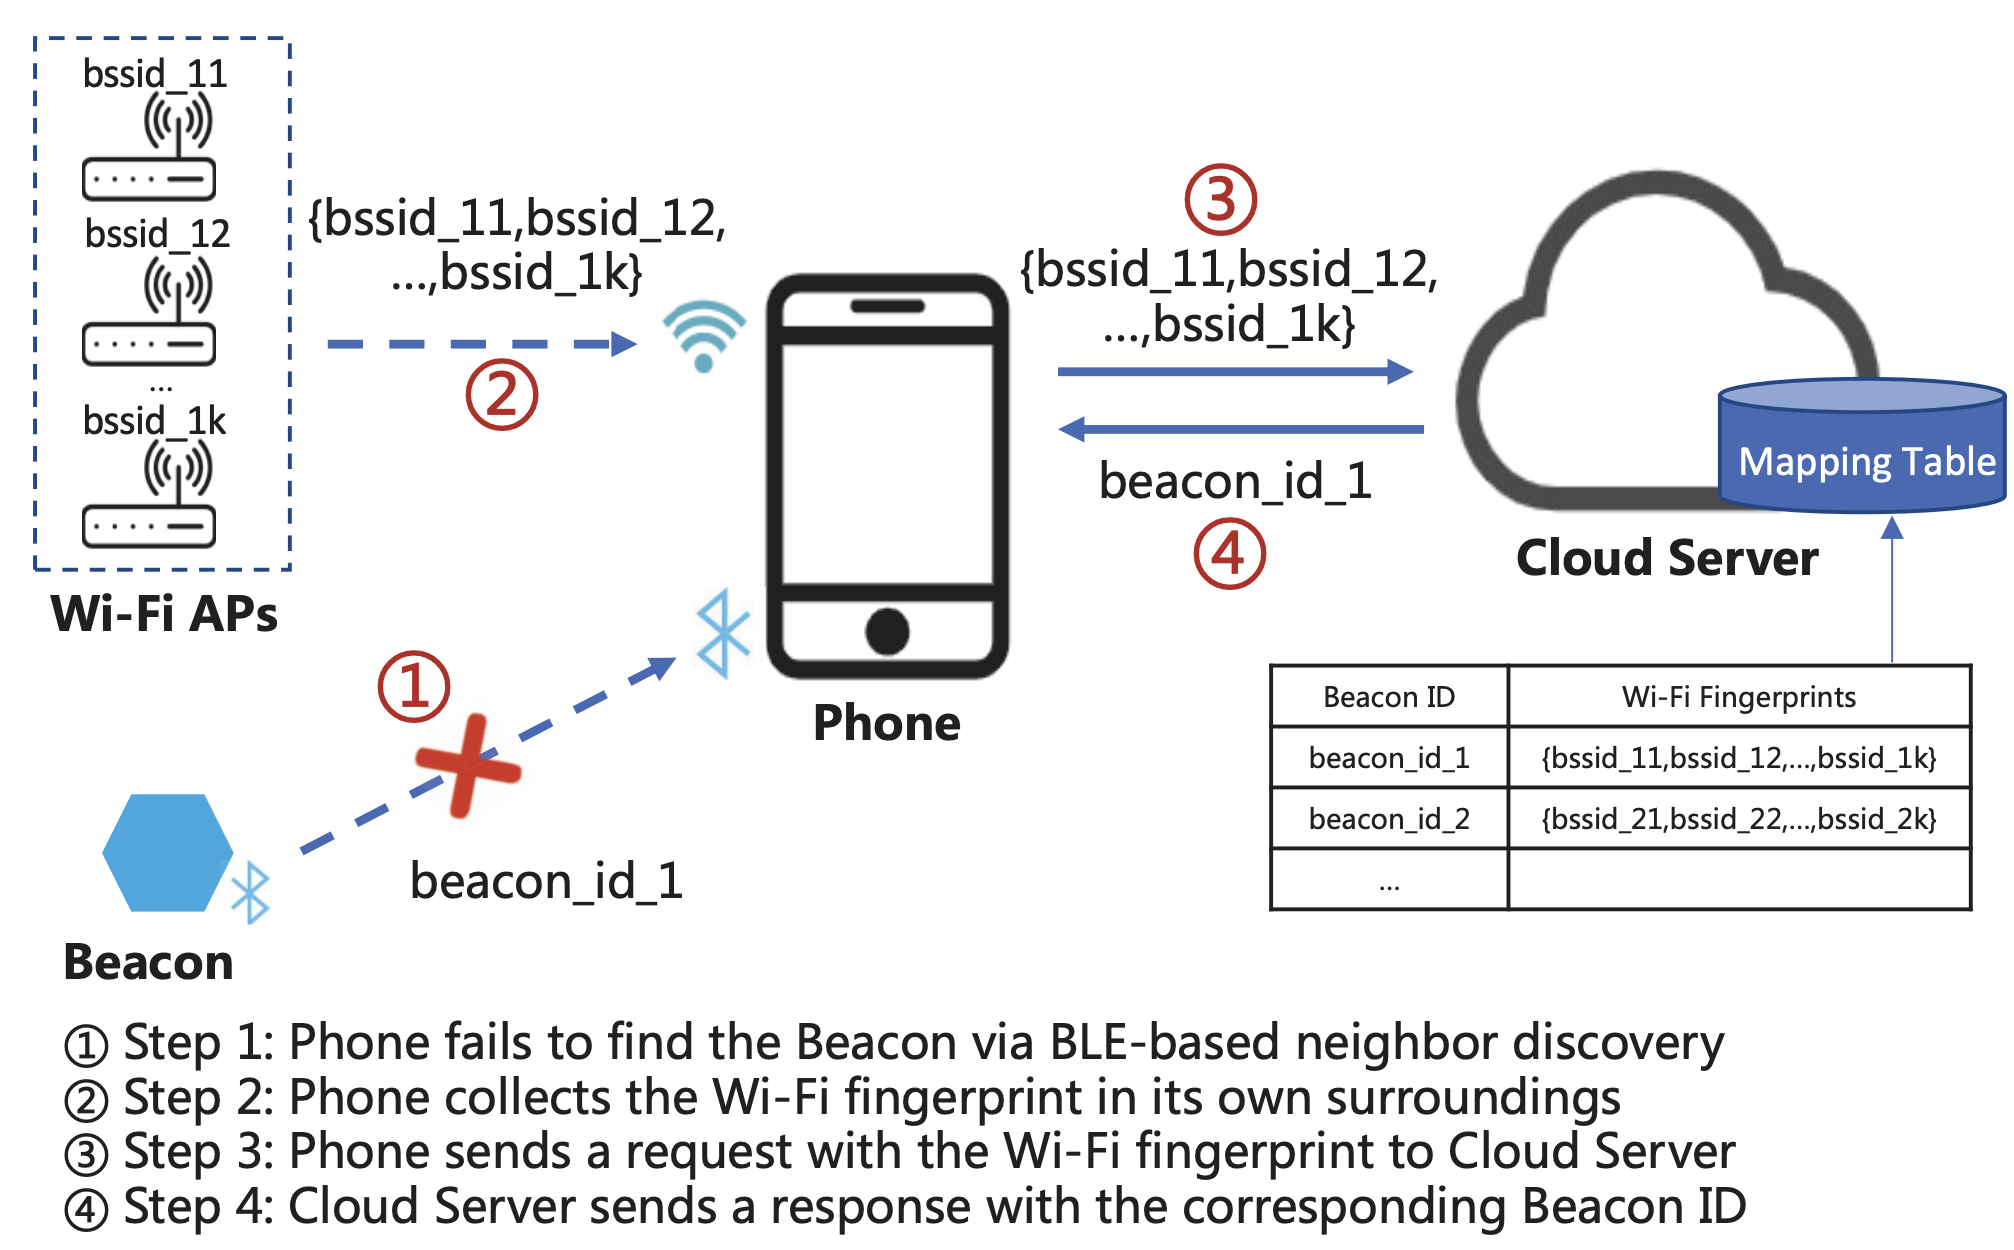 bssid_11
bssid_12
...
bssid_1k
Wi-Fi APs
{bssid_11,bssid_12,
...,bssid_1k}
②
①
beacon_id_1
Beacon
Phone
③
{bssid_11,bssid_12,
...,bssid_1k}
beacon_id_1
④
Mapping Table
Cloud Server
Beacon ID Wi-Fi Fingerprints
beacon_id_1 {bssid_11,bssid_12,...,bssid_1k}
beacon_id_2 {bssid_21,bssid_22,...,bssid_2k}
...
① Step 1: Phone fails to find the Beacon via BLE-based neighbor discovery
② Step 2: Phone collects the Wi-Fi fingerprint in its own surroundings
③ Step 3: Phone sends a request with the Wi-Fi fingerprint to Cloud Server
④ Step 4: Cloud Server sends a response with the corresponding Beacon ID